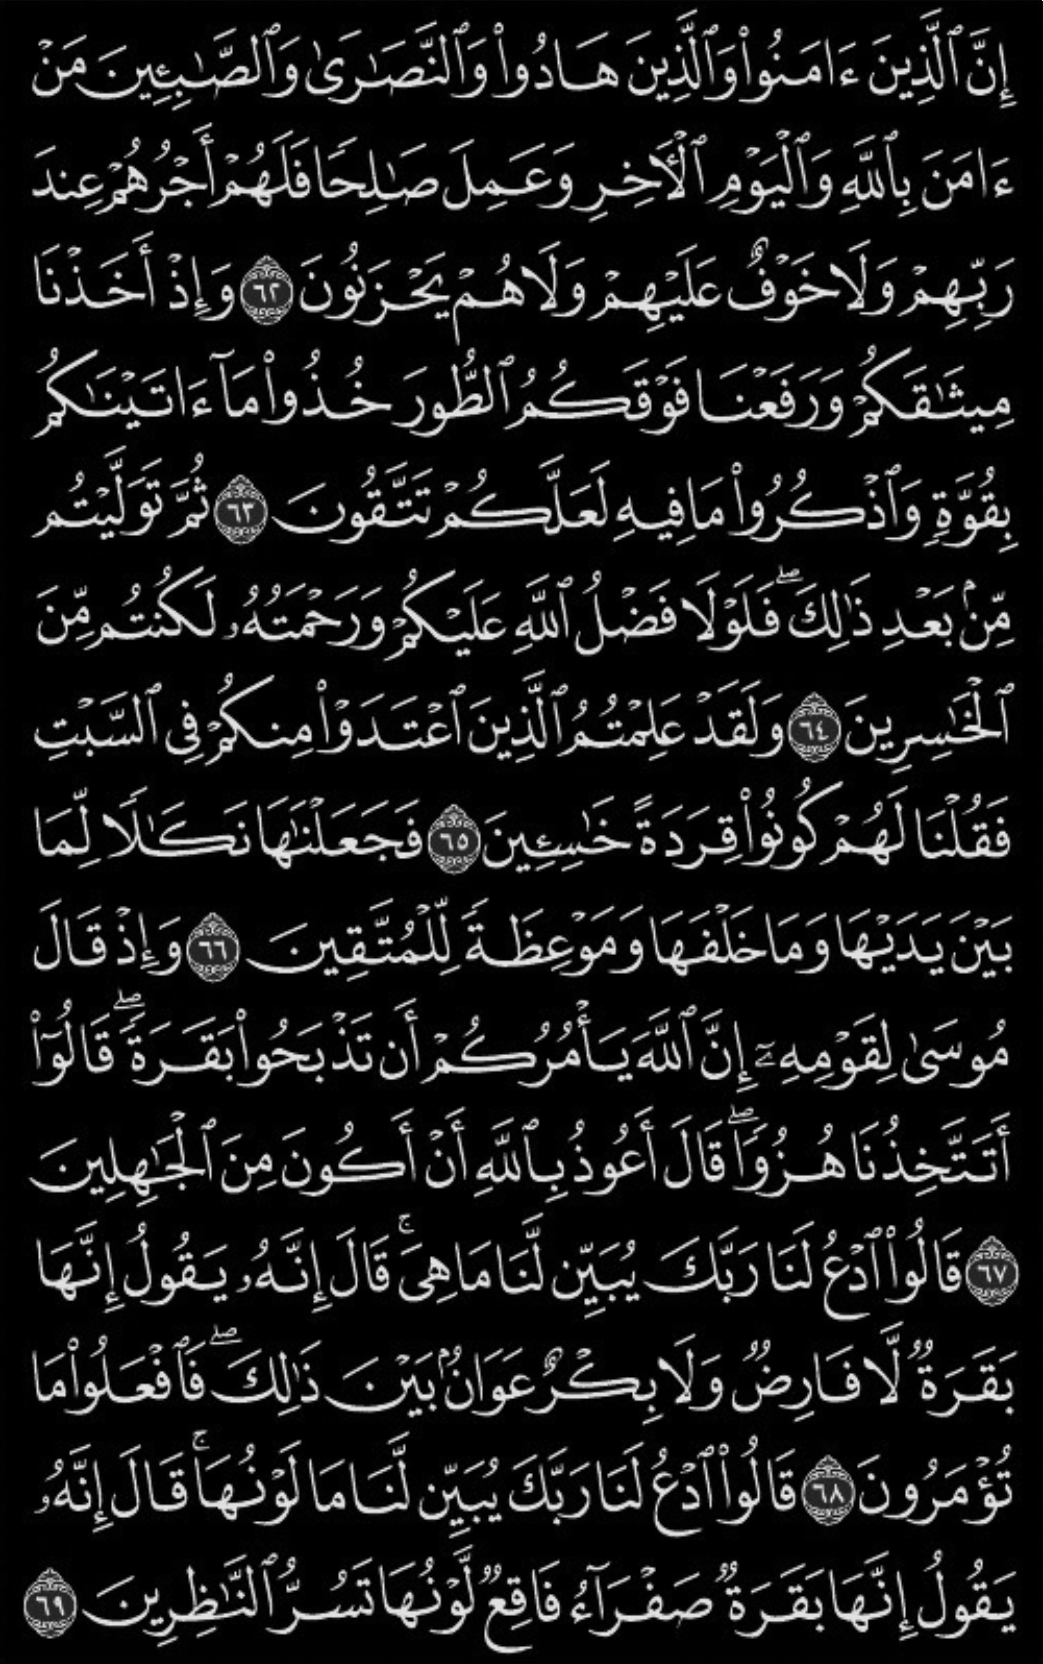 إِنَّ ٱلَّذِينَ ءَامَنُوا۟ وَٱلَّذِينَ هَادُوا۟ وَٱلنَّصَـٰرَىٰ وَٱلصَّـٰبِـِٔينَ مَنْ
ءَامَنَ بِٱللَّهِ وَٱلْيَوْمِ ٱلْـَٔاخِرِ وَعَمِلَ صَـٰلِحًا فَلَهُمْ أَجْرُهُمْ عِندَ
رَبِّهِمْ وَلَا خَوْفٌ عَلَيْهِمْ وَلَا هُمْ يَحْزَنُونَ ٦٢ وَإِذْ أَخَذْنَا
مِيثَـٰقَكُمْ وَرَفَعْنَا فَوْقَكُمُ ٱلطُّورَ خُذُوا۟ مَآ ءَاتَيْنَـٰكُم
بِقُوَّةٍ وَٱذْكُرُوا۟ مَا فِيهِ لَعَلَّكُمْ تَتَّقُونَ ٦٣ ثُمَّ تَوَلَّيْتُم
مِّنۢ بَعْدِ ذَٰلِكَ ۖ فَلَوْلَا فَضْلُ ٱللَّهِ عَلَيْكُمْ وَرَحْمَتُهُۥ لَكُنتُم مِّنَ
ٱلْخَـٰسِرِينَ ٦٤ وَلَقَدْ عَلِمْتُمُ ٱلَّذِينَ ٱعْتَدَوْا۟ مِنكُمْ فِى ٱلسَّبْتِ
فَقُلْنَا لَهُمْ كُونُوا۟ قِرَدَةً خَـٰسِـِٔينَ ٦٥ فَجَعَلْنَـٰهَا نَكَـٰلًا لِّمَا
بَيْنَ يَدَيْهَا وَمَا خَلْفَهَا وَمَوْعِظَةً لِّلْمُتَّقِينَ ٦٦ وَإِذْ قَالَ
مُوسَىٰ لِقَوْمِهِۦٓ إِنَّ ٱللَّهَ يَأْمُرُكُمْ أَن تَذْبَحُوا۟ بَقَرَةً ۖ قَالُوٓا۟
أَتَتَّخِذُنَا هُزُوًا ۖ قَالَ أَعُوذُ بِٱللَّهِ أَنْ أَكُونَ مِنَ ٱلْجَـٰهِلِينَ
٦٧ قَالُوا۟ ٱدْعُ لَنَا رَبَّكَ يُبَيِّن لَّنَا مَا هِىَ ۚ قَالَ إِنَّهُۥ يَقُولُ إِنَّهَا
بَقَرَةٌ لَّا فَارِضٌ وَلَا بِكْرٌ عَوَانٌۢ بَيْنَ ذَٰلِكَ ۖ فَٱفْعَلُوا۟ مَا
تُؤْمَرُونَ ٦٨ قَالُوا۟ ٱدْعُ لَنَا رَبَّكَ يُبَيِّن لَّنَا مَا لَوْنُهَا ۚ قَالَ إِنَّهُۥ
يَقُولُ إِنَّهَا بَقَرَةٌ صَفْرَآءُ فَاقِعٌ لَّوْنُهَا تَسُرُّ ٱلنَّـٰظِرِينَ ٦٩